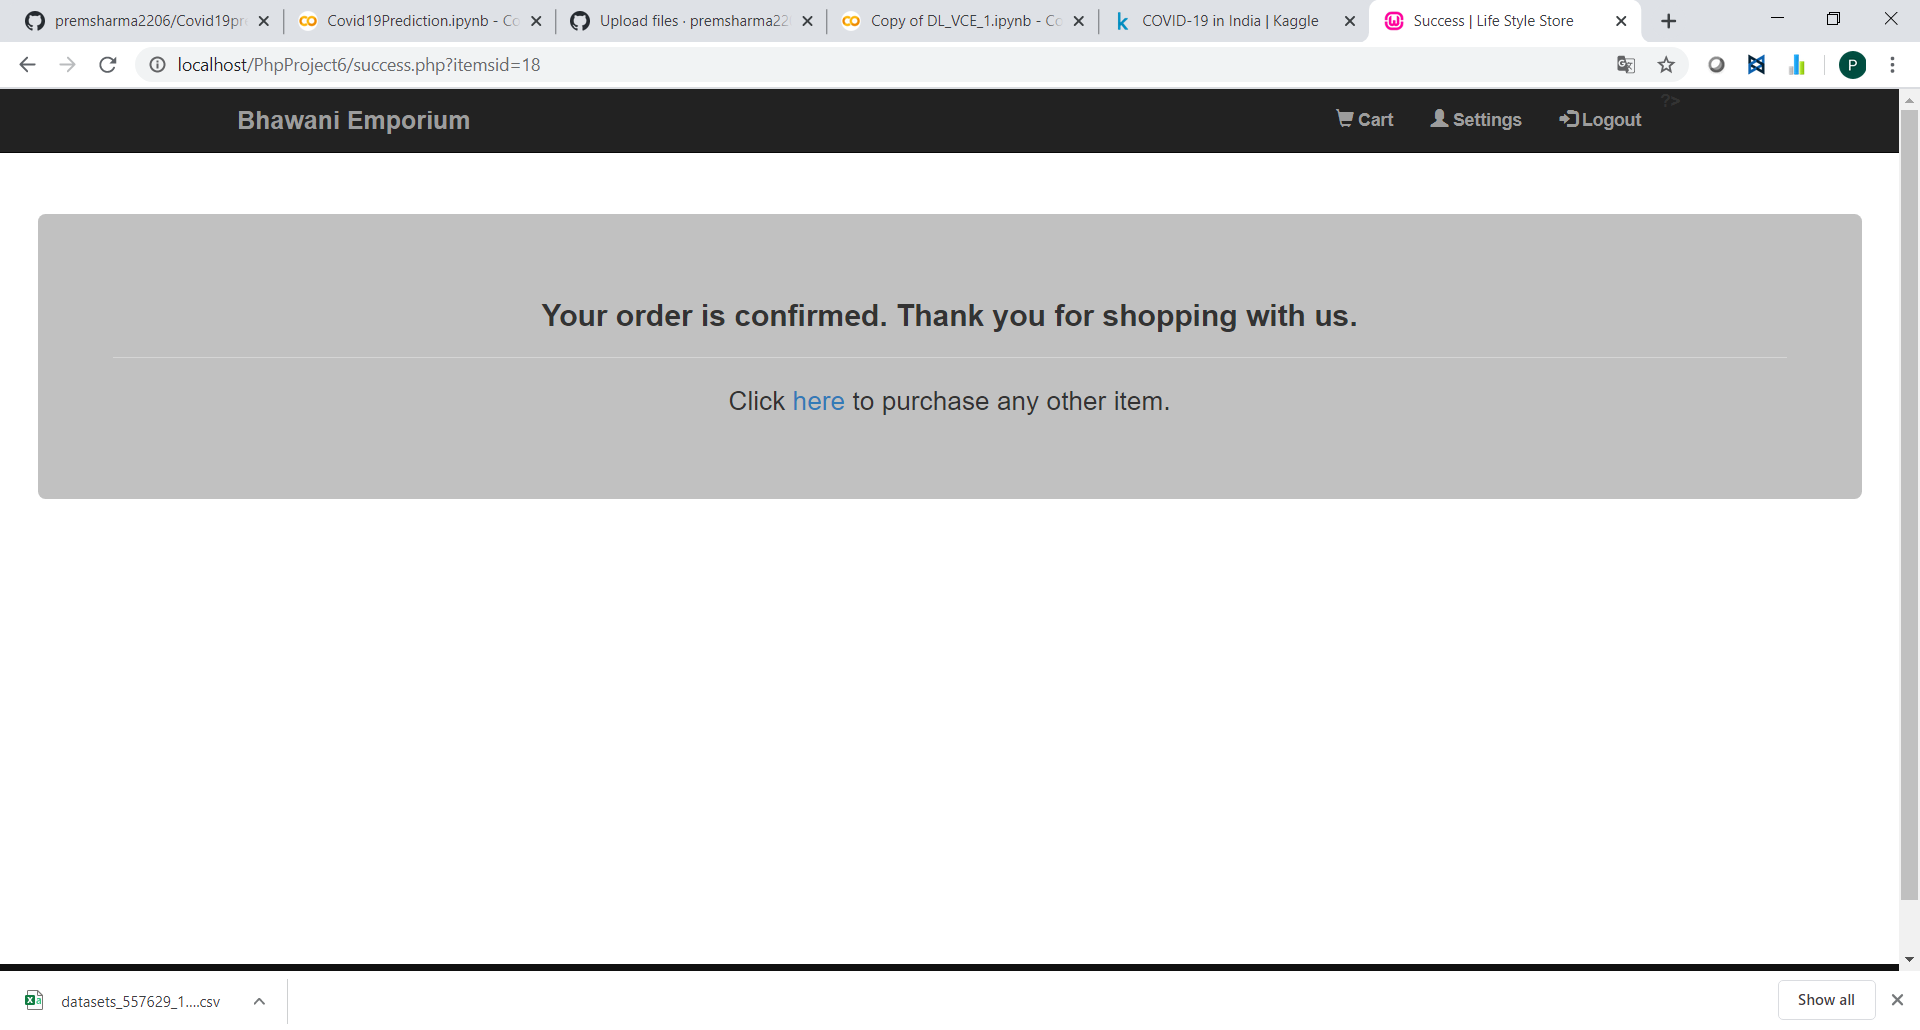 premsharma2206/Covid19pr
Covid19Prediction.ipynb - Co
Upload files · premsharma220
Copy of DL_VCE_1.ipynb - Co
COVID-19 in India | Kaggle
Success | Life Style Store
localhost/PhpProject6/success.php?itemsid=18
P
Bhawani Emporium
Cart
Settings
Logout
?>
Your order is confirmed. Thank you for shopping with us.
Click here to purchase any other item.
datasets_557629_1....csv
Show all